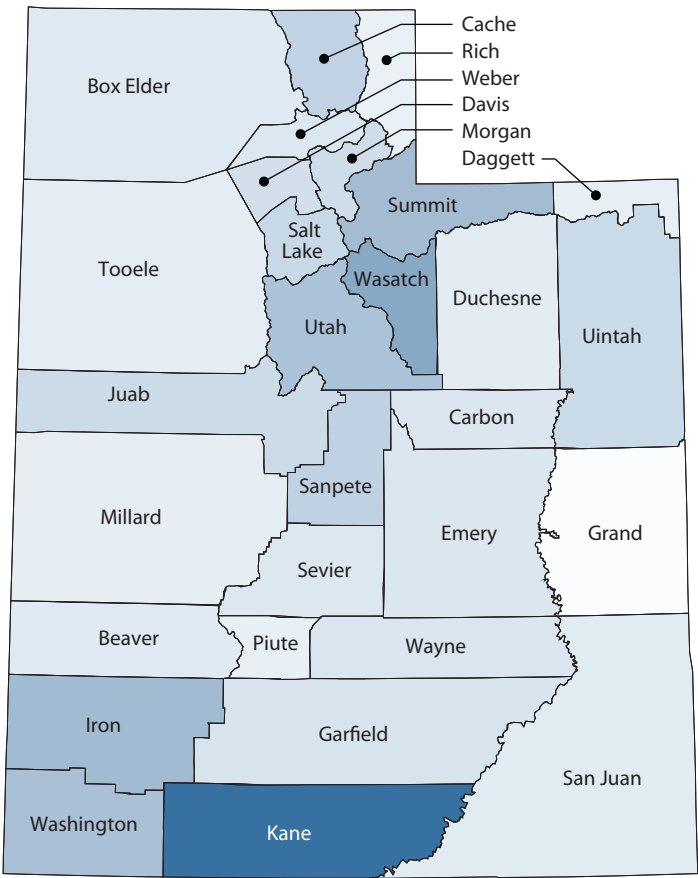 Cache
Rich
Weber
Davis
Morgan
Daggett
Box Elder
Summit
Salt
Lake
Tooele
Wasatch
Duchesne
Utah
Uintah
Juab
Carbon
Sanpete
Millard
Emery
Grand
Sevier
Beaver
Piute
Wayne
Iron
Garfield
San Juan
Washington
Kane